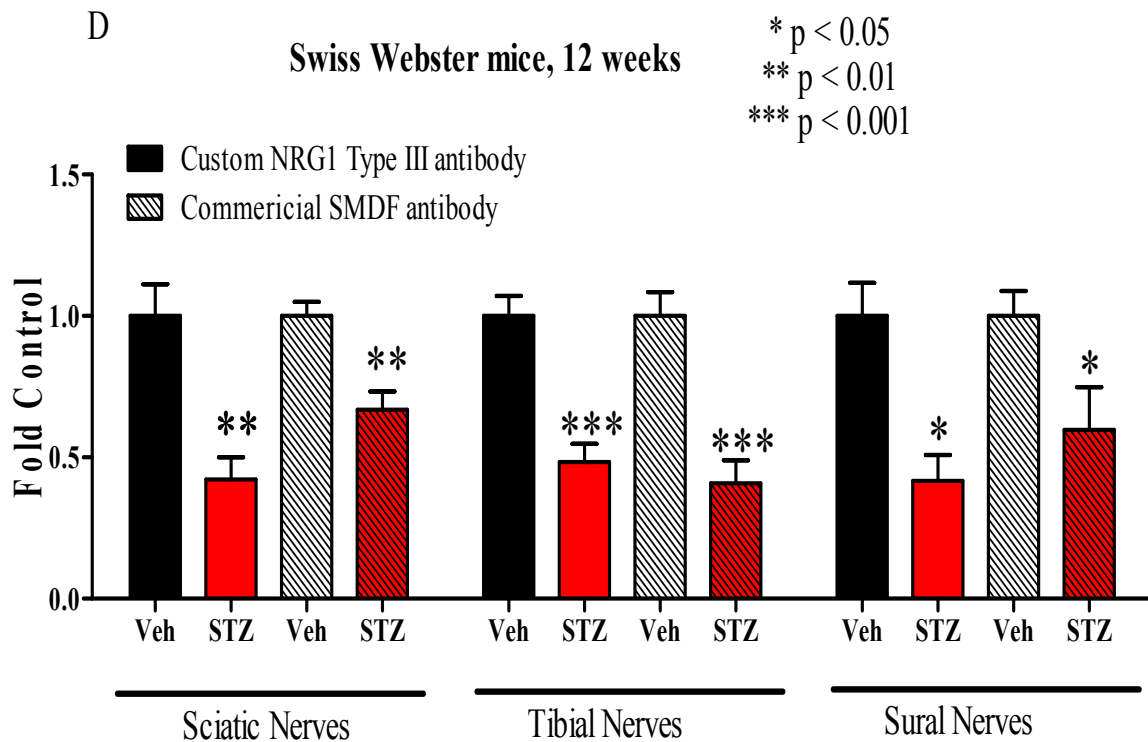 D
Swiss Webster mice, 12 weeks
* p < 0.05
** p < 0.01
*** p < 0.001
Custom NRG1 Type III antibody
Commericial SMDF antibody
Fold Control
1.5
1.0
0.5
0.0
** ** *** *** * *
Veh STZ Veh STZ Veh STZ Veh STZ Veh STZ Veh STZ
Sciatic Nerves Tibial Nerves Sural Nerves